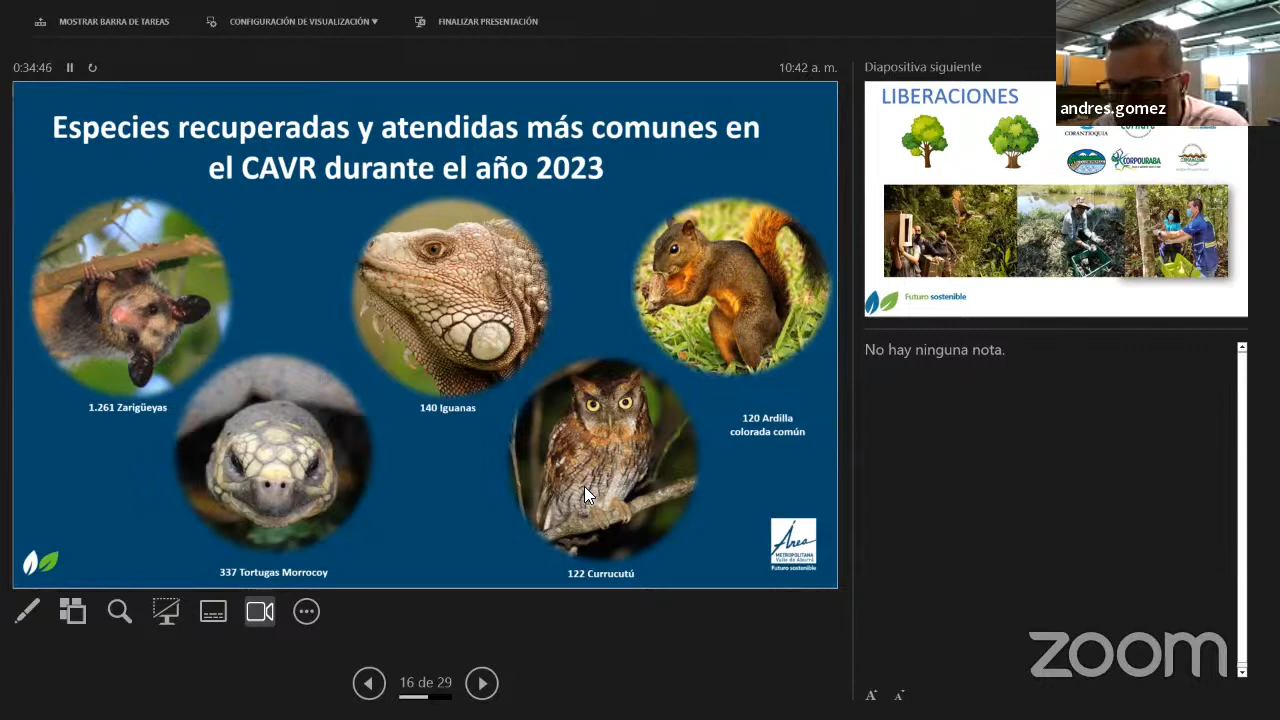 MOSTRAR BARRA DE TAREAS
CONFIGURACIÓN DE VISUALIZACIÓN ▼
FINALIZAR PRESENTACIÓN
0:34:46
10:42 a. m.
Especies recuperadas y atendidas más comunes en
el CAVR durante el año 2023
1.261 Zarigüeyas
140 Iguanas
120 Ardilla
colorada común
337 Tortugas Morrocoy
122 Currucutú
Área
METROPOLITANA
Valle de Aburrá
Futuro sostenible
16 de 29
Diapositiva siguiente
andres.gomez
LIBERACIONES
CORANTIOQUIA
CORPOURABA
Futuro sostenible
No hay ninguna nota.
zoom
A
A